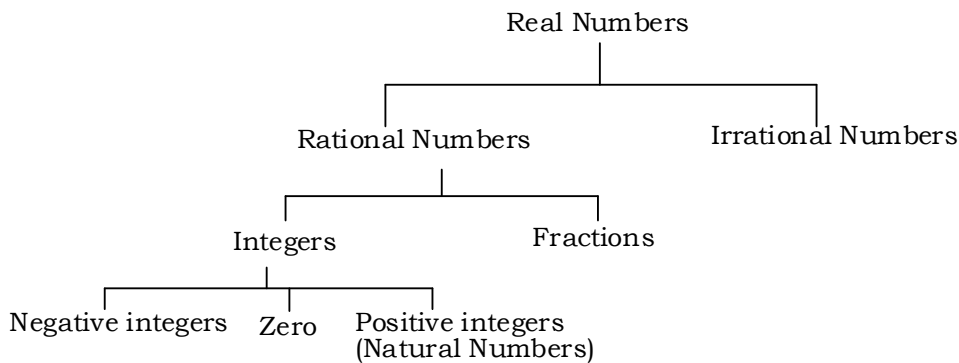 Real Numbers
Rational Numbers
Irrational Numbers
Integers
Fractions
Negative integers
Zero
Positive integers
(Natural Numbers)